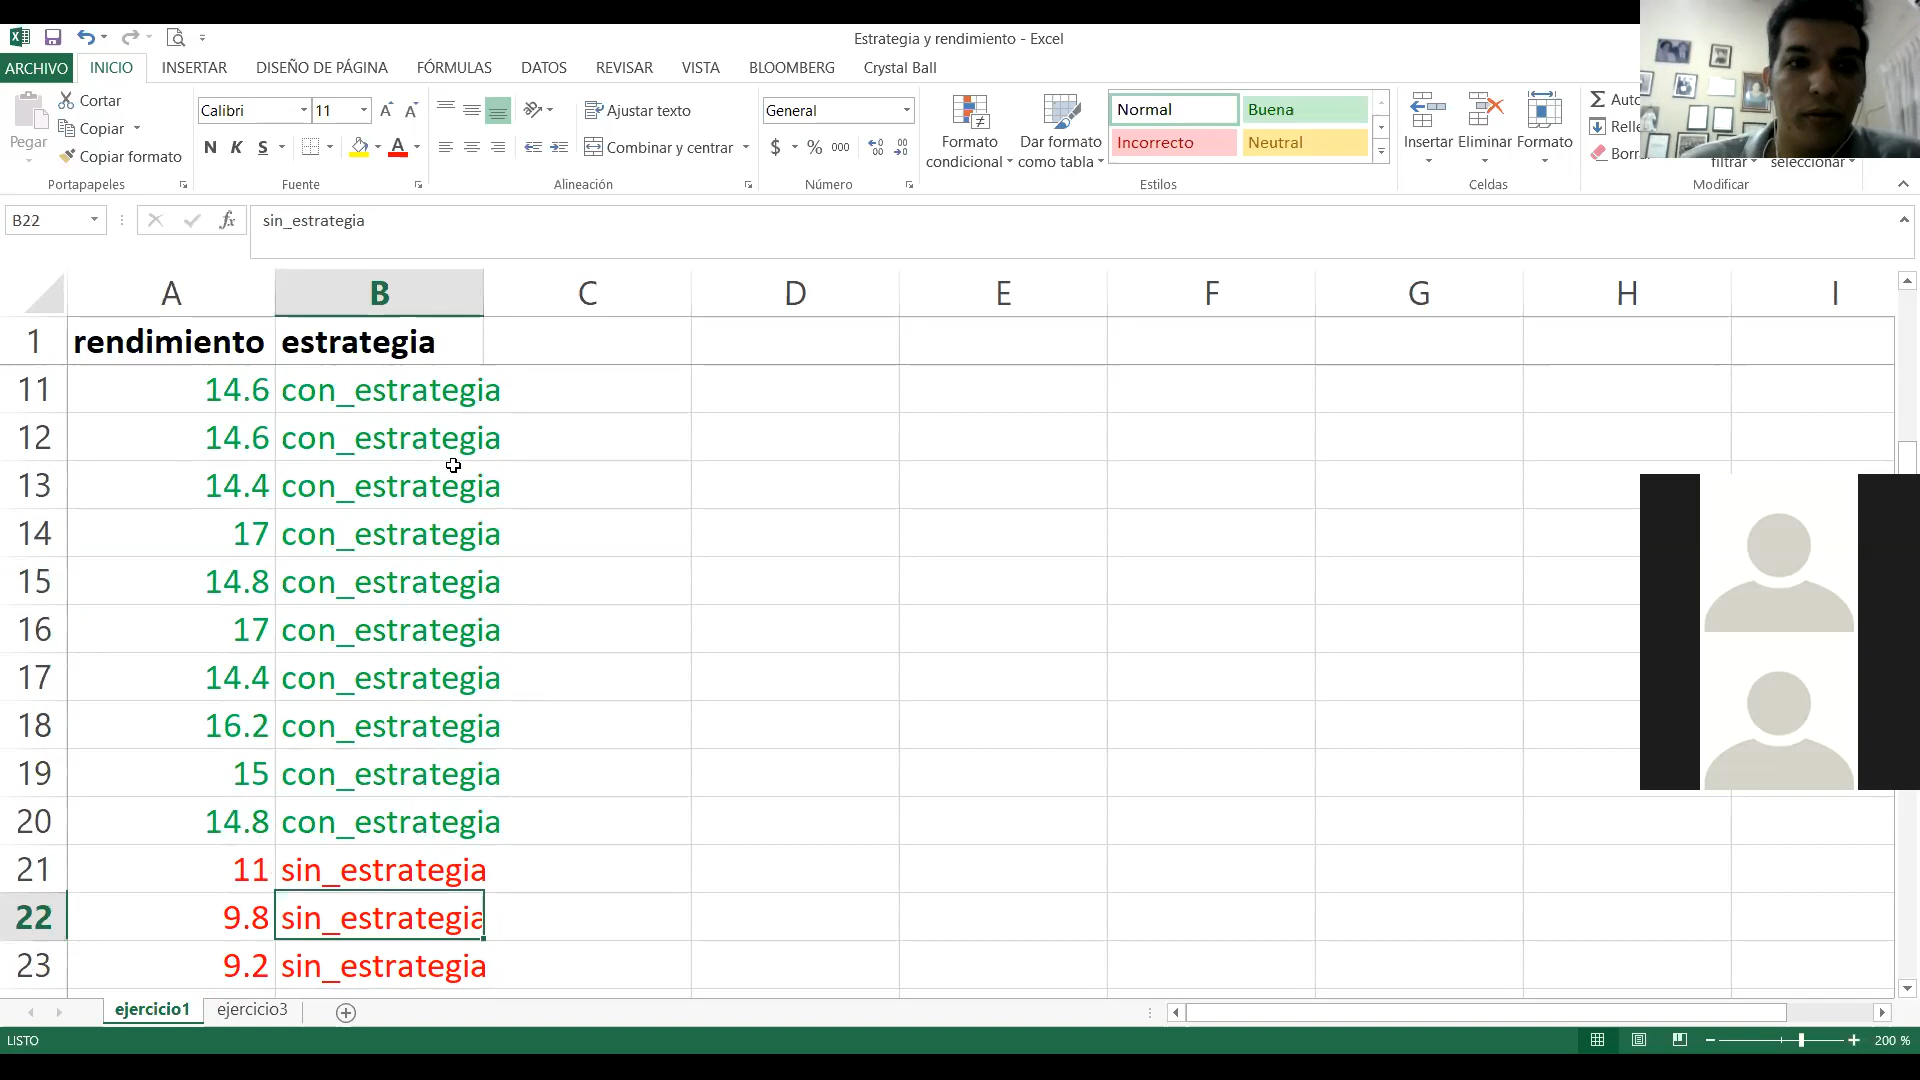 Estrategia y rendimiento - Excel
ARCHIVO INICIO INSERTAR DISEÑO DE PÁGINA FÓRMULAS DATOS REVISAR VISTA BLOOMBERG Crystal Ball
Pegar
Cortar
Copiar
Copiar formato
Portapapeles
Calibri 11
N K S
Fuente
Ajustar texto
Combinar y centrar
Alineación
General
$ % 000
Número
Formato condicional
Dar formato como tabla
Normal Buena
Incorrecto Neutral
Estilos
Insertar Eliminar Formato
Celdas
filtrar seleccionar
Modificar
B22 fx sin_estrategia
A B C D E F G H I
1 rendimiento estrategia
11 14.6 con_estrategia
12 14.6 con_estrategia
13 14.4 con_estrategia
14 17 con_estrategia
15 14.8 con_estrategia
16 17 con_estrategia
17 14.4 con_estrategia
18 16.2 con_estrategia
19 15 con_estrategia
20 14.8 con_estrategia
21 11 sin_estrategia
22 9.8 sin_estrategia
23 9.2 sin_estrategia
ejercicio1 ejercicio3
LISTO 200 %